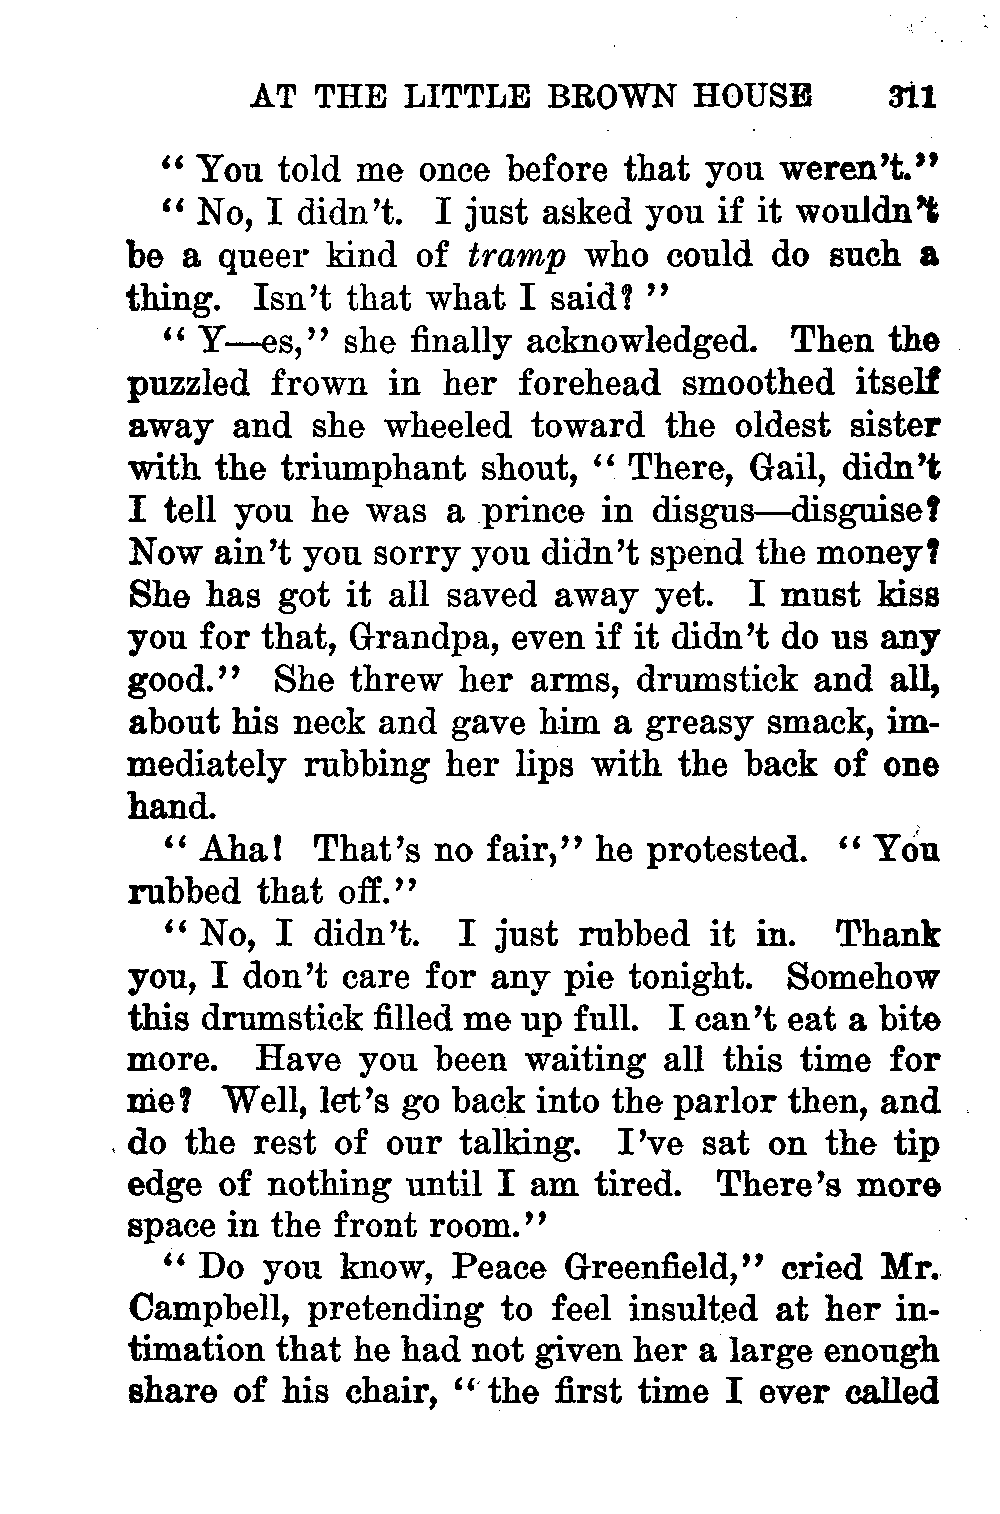 AT THE LITTLE BROWN HOUSE 311
“ You told me once before that you weren’t.”
“ No, I didn’t. I just asked you if it wouldn’t
be a queer kind of tramp who could do such a
thing. Isn’t that what I said? ”
“ Y—es,” she finally acknowledged. Then the
puzzled frown in her forehead smoothed itself
away and she wheeled toward the oldest sister
with the triumphant shout, “ There, Gail, didn’t
I tell you he was a prince in disgus—disguise?
Now ain’t you sorry you didn’t spend the money?
She has got it all saved away yet. I must kiss
you for that, Grandpa, even if it didn’t do us any
good.” She threw her arms, drumstick and all,
about his neck and gave him a greasy smack, im-
mediately rubbing her lips with the back of one
hand.
“ Aha! That’s no fair,” he protested. “ You
rubbed that off.”
“ No, I didn’t. I just rubbed it in. Thank
you, I don’t care for any pie tonight. Somehow
this drumstick filled me up full. I can’t eat a bite
more. Have you been waiting all this time for
me? Well, let’s go back into the parlor then, and
do the rest of our talking. I’ve sat on the tip
edge of nothing until I am tired. There’s more
space in the front room.”
“ Do you know, Peace Greenfield,” cried Mr.
Campbell, pretending to feel insulted at her in-
timation that he had not given her a large enough
share of his chair, “ the first time I ever called